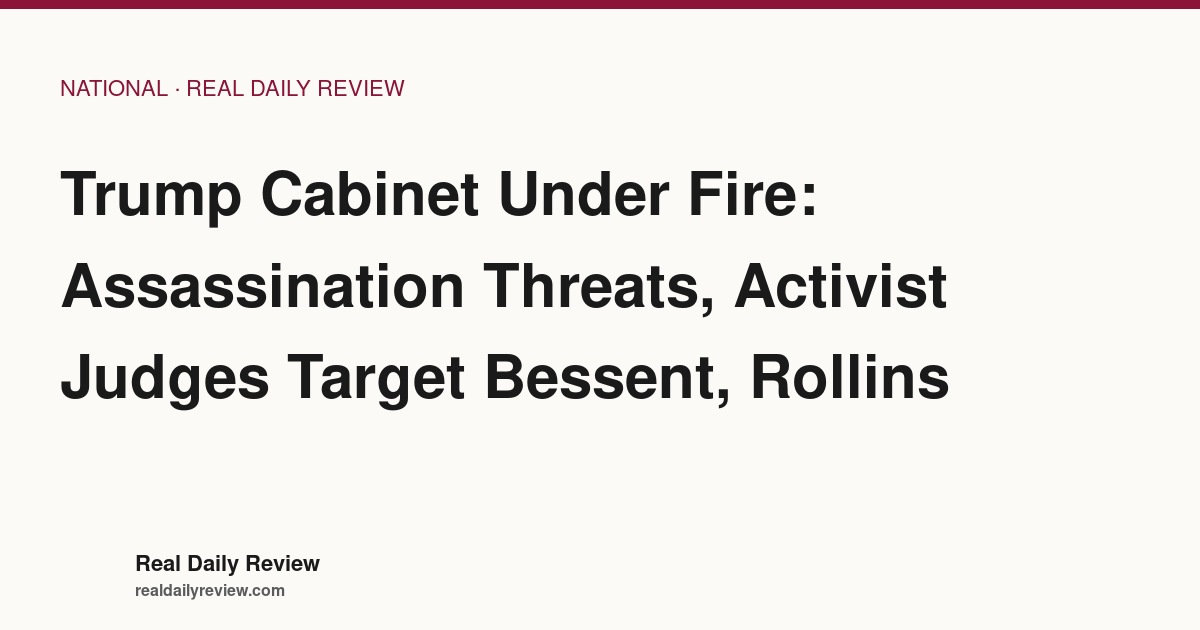 NATIONAL · REAL DAILY REVIEW
Trump Cabinet Under Fire:
Assassination Threats, Activist
Judges Target Bessent, Rollins
Real Daily Review
realdailyreview.com